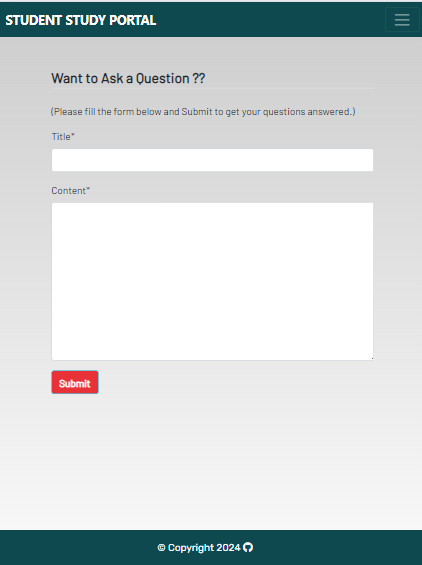 STUDENT STUDY PORTAL
Want to Ask a Question ??
(Please fill the form below and Submit to get your questions answered.)
Title*
Content*
Submit
© Copyright 2024